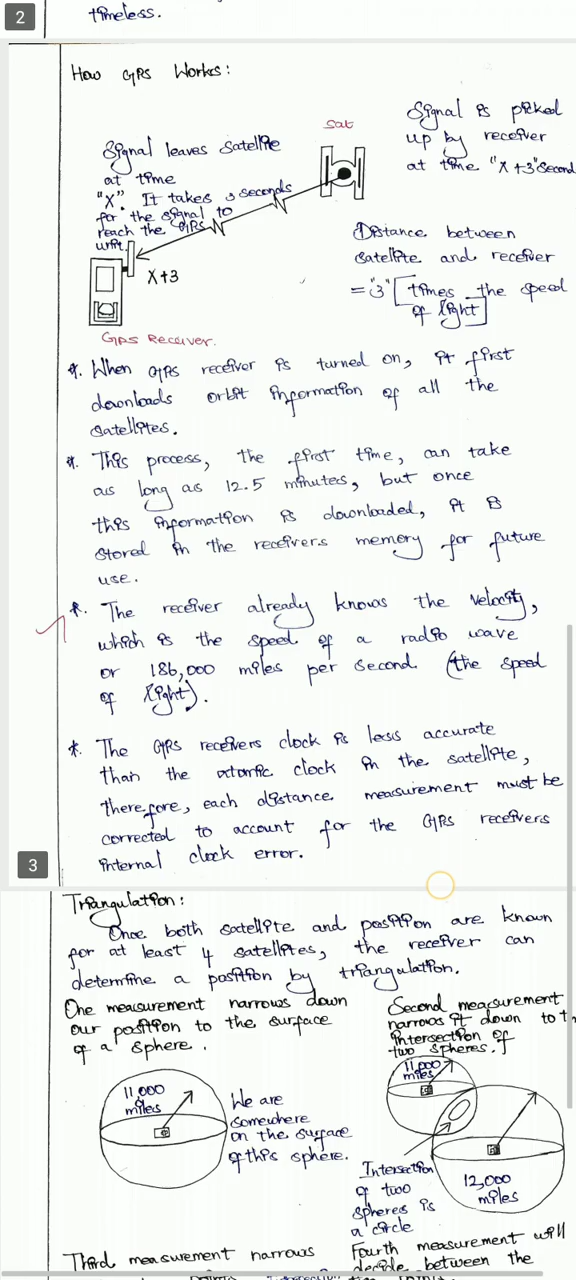 2
timeless.
How GPS Works:
Sat
Signal leaves Satellite
at time
"X". It takes 3 seconds
for the signal to
reach the GPS
unit.
Signal is picked
up by receiver
at time "X+3" second
Distance between
satellite and receiver
= "3" [times the speed
of light]
X+3
GPS Receiver.
*. When GPS receiver is turned on, it first
downloads orbit information of all the
satellites.
*. This process, the first time, can take
as long as 12.5 minutes, but once
this information is downloaded, it is
stored in the receivers memory for future
use.
*. The receiver already knows the velocity,
which is the speed of a radio wave
or 186,000 miles per second (the speed
of light).
*. The GPS receivers clock is less accurate
than the atomic clock in the satellite,
therefore, each distance measurement must be
corrected to account for the GPS receivers
internal clock error.
3
Triangulation:
Once both satellite and position are known
for at least 4 satellites, the receiver can
determine a position by triangulation.
One measurement narrows down
our position to the surface
of a sphere.
11,000
miles
We are
somewhere
on the surface
of this sphere.
Second measurement
narrows it down to th
intersection of
two spheres.
11,000
miles
12,000
miles
Intersection
of two
spheres is
a circle
Third measurement narrows
Fourth measurement will
decide between the